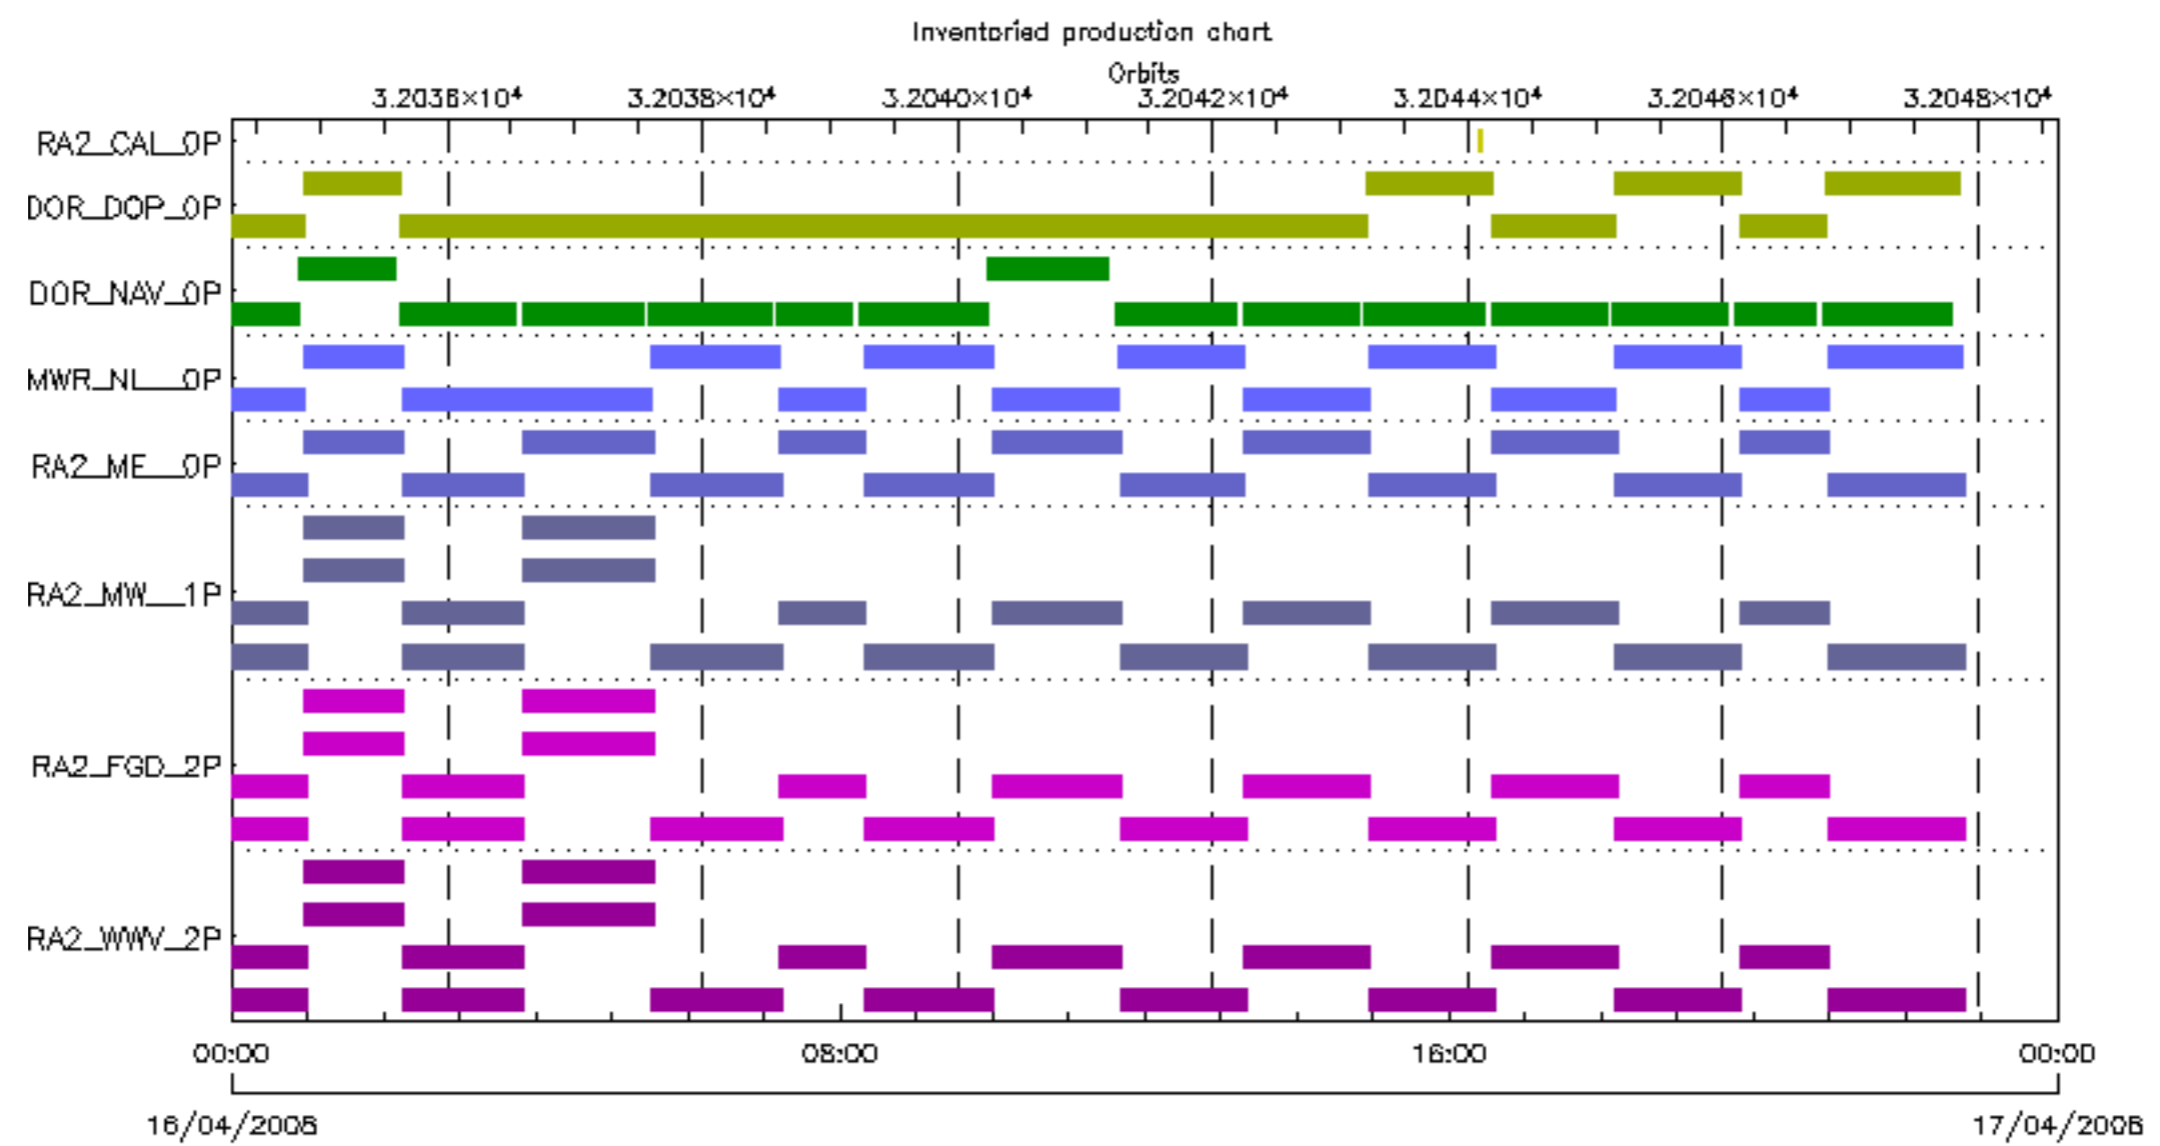 Inventoried production chart
Orbits
3.2036×10⁴ 3.2038×10⁴ 3.2040×10⁴ 3.2042×10⁴ 3.2044×10⁴ 3.2046×10⁴ 3.2048×10⁴
RA2_CAL_0P
DOR_DOP_0P
DOR_NAV_0P
MWR_NL__0P
RA2_ME__0P
RA2_MW__1P
RA2_FGD_2P
RA2_WWV_2P
00:00 08:00 16:00 00:00
16/04/2008 17/04/2008